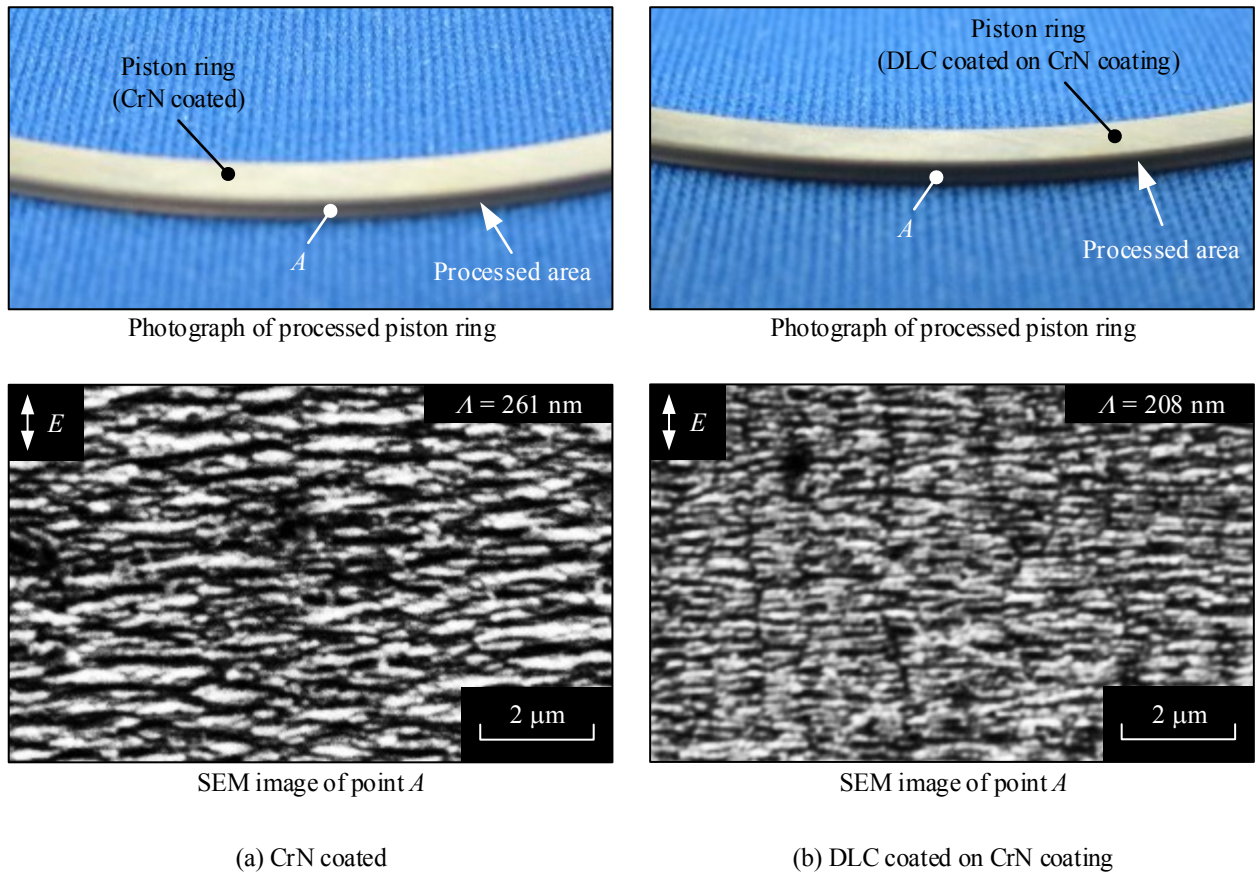 Piston ring
(CrN coated)
A
Processed area
Photograph of processed piston ring
Piston ring
(DLC coated on CrN coating)
A
Processed area
Photograph of processed piston ring
E
Λ = 261 nm
2 μm
SEM image of point A
E
Λ = 208 nm
2 μm
SEM image of point A
(a) CrN coated
(b) DLC coated on CrN coating